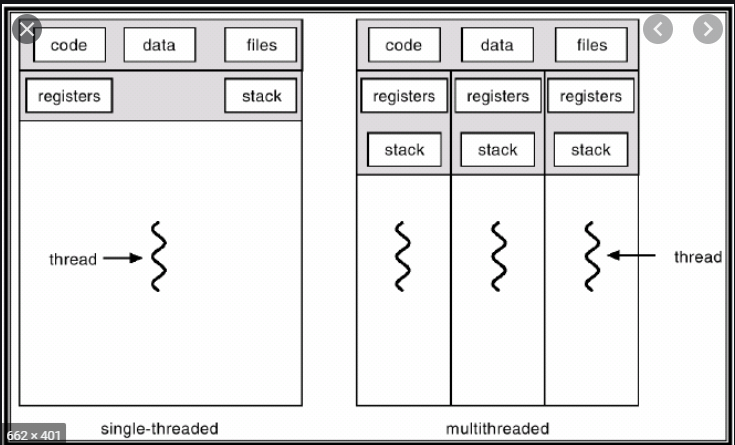 code data files code data files
registers stack registers registers registers
stack stack stack
thread thread
single-threaded multithreaded
662 × 401